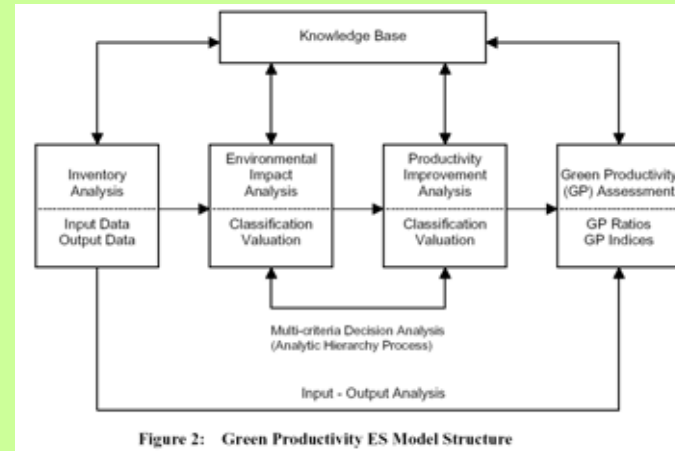 Knowledge Base
Inventory
Analysis
Input Data
Output Data
Environmental
Impact
Analysis
Classification
Valuation
Productivity
Improvement
Analysis
Classification
Valuation
Green Productivity
(GP) Assessment
GP Ratios
GP Indices
Multi-criteria Decision Analysis
(Analytic Hierarchy Process)
Input - Output Analysis
Figure 2: Green Productivity ES Model Structure